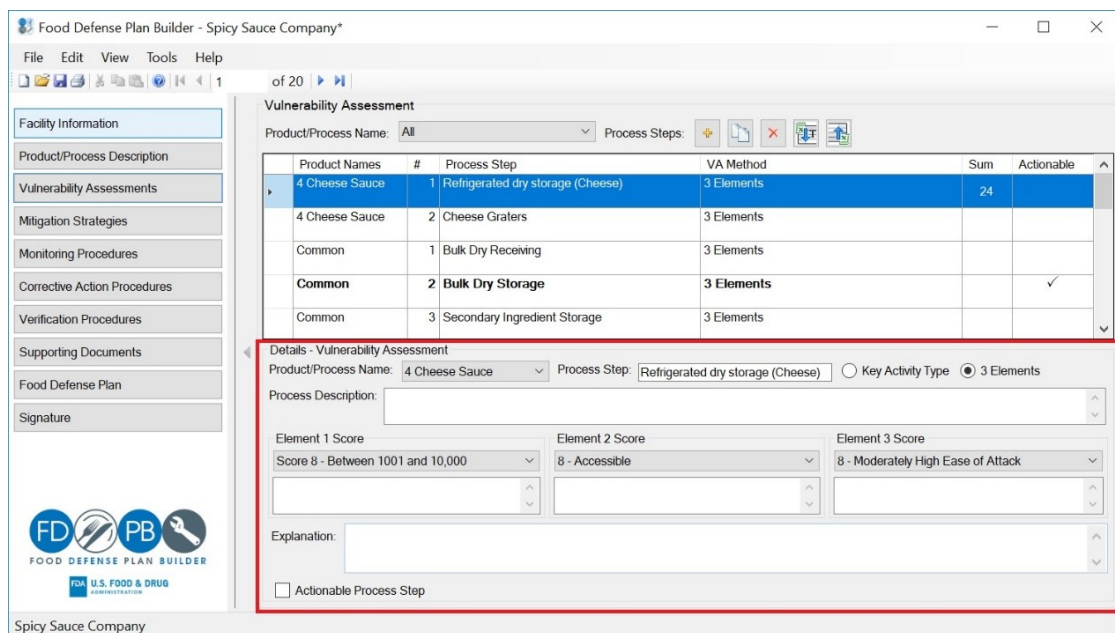 Food Defense Plan Builder - Spicy Sauce Company*
File Edit View Tools Help
1 of 20
Facility Information
Product/Process Description
Vulnerability Assessments
Mitigation Strategies
Monitoring Procedures
Corrective Action Procedures
Verification Procedures
Supporting Documents
Food Defense Plan
Signature
FD PB
FOOD DEFENSE PLAN BUILDER
FDA U.S. FOOD & DRUG
ADMINISTRATION
Vulnerability Assessment
Product/Process Name: All Process Steps:
Product Names # Process Step VA Method Sum Actionable
4 Cheese Sauce 1 Refrigerated dry storage (Cheese) 3 Elements 24
4 Cheese Sauce 2 Cheese Graters 3 Elements
Common 1 Bulk Dry Receiving 3 Elements
Common 2 Bulk Dry Storage 3 Elements ✓
Common 3 Secondary Ingredient Storage 3 Elements
Details - Vulnerability Assessment
Product/Process Name: 4 Cheese Sauce Process Step: Refrigerated dry storage (Cheese) Key Activity Type 3 Elements
Process Description:
Element 1 Score Element 2 Score Element 3 Score
Score 8 - Between 1001 and 10,000 8 - Accessible 8 - Moderately High Ease of Attack
Explanation:
Actionable Process Step
Spicy Sauce Company